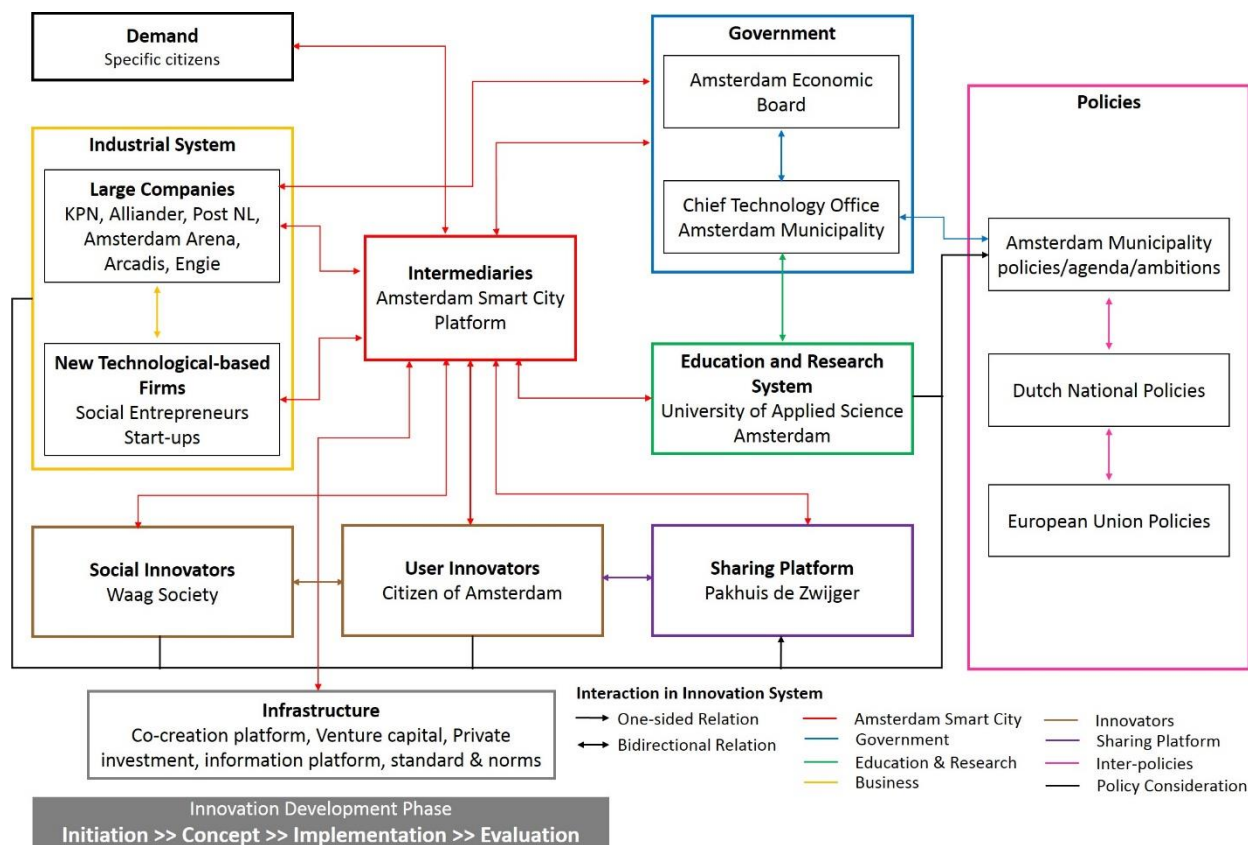 Demand
Specific citizens
Government
Amsterdam Economic
Board
Chief Technology Office
Amsterdam Municipality
Policies
Amsterdam Municipality
policies/agenda/ambitions
Dutch National Policies
European Union Policies
Industrial System
Large Companies
KPN, Alliander, Post NL,
Amsterdam Arena,
Arcadis, Engie
New Technological-based
Firms
Social Entrepreneurs
Start-ups
Intermediaries
Amsterdam Smart City
Platform
Education and Research
System
University of Applied Science
Amsterdam
Social Innovators
Waag Society
User Innovators
Citizen of Amsterdam
Sharing Platform
Pakhuis de Zwijger
Infrastructure
Co-creation platform, Venture capital, Private
investment, information platform, standard & norms
Interaction in Innovation System
One-sided Relation
Bidirectional Relation
Amsterdam Smart City
Government
Education & Research
Business
Innovators
Sharing Platform
Inter-policies
Policy Consideration
Innovation Development Phase
Initiation >> Concept >> Implementation >> Evaluation